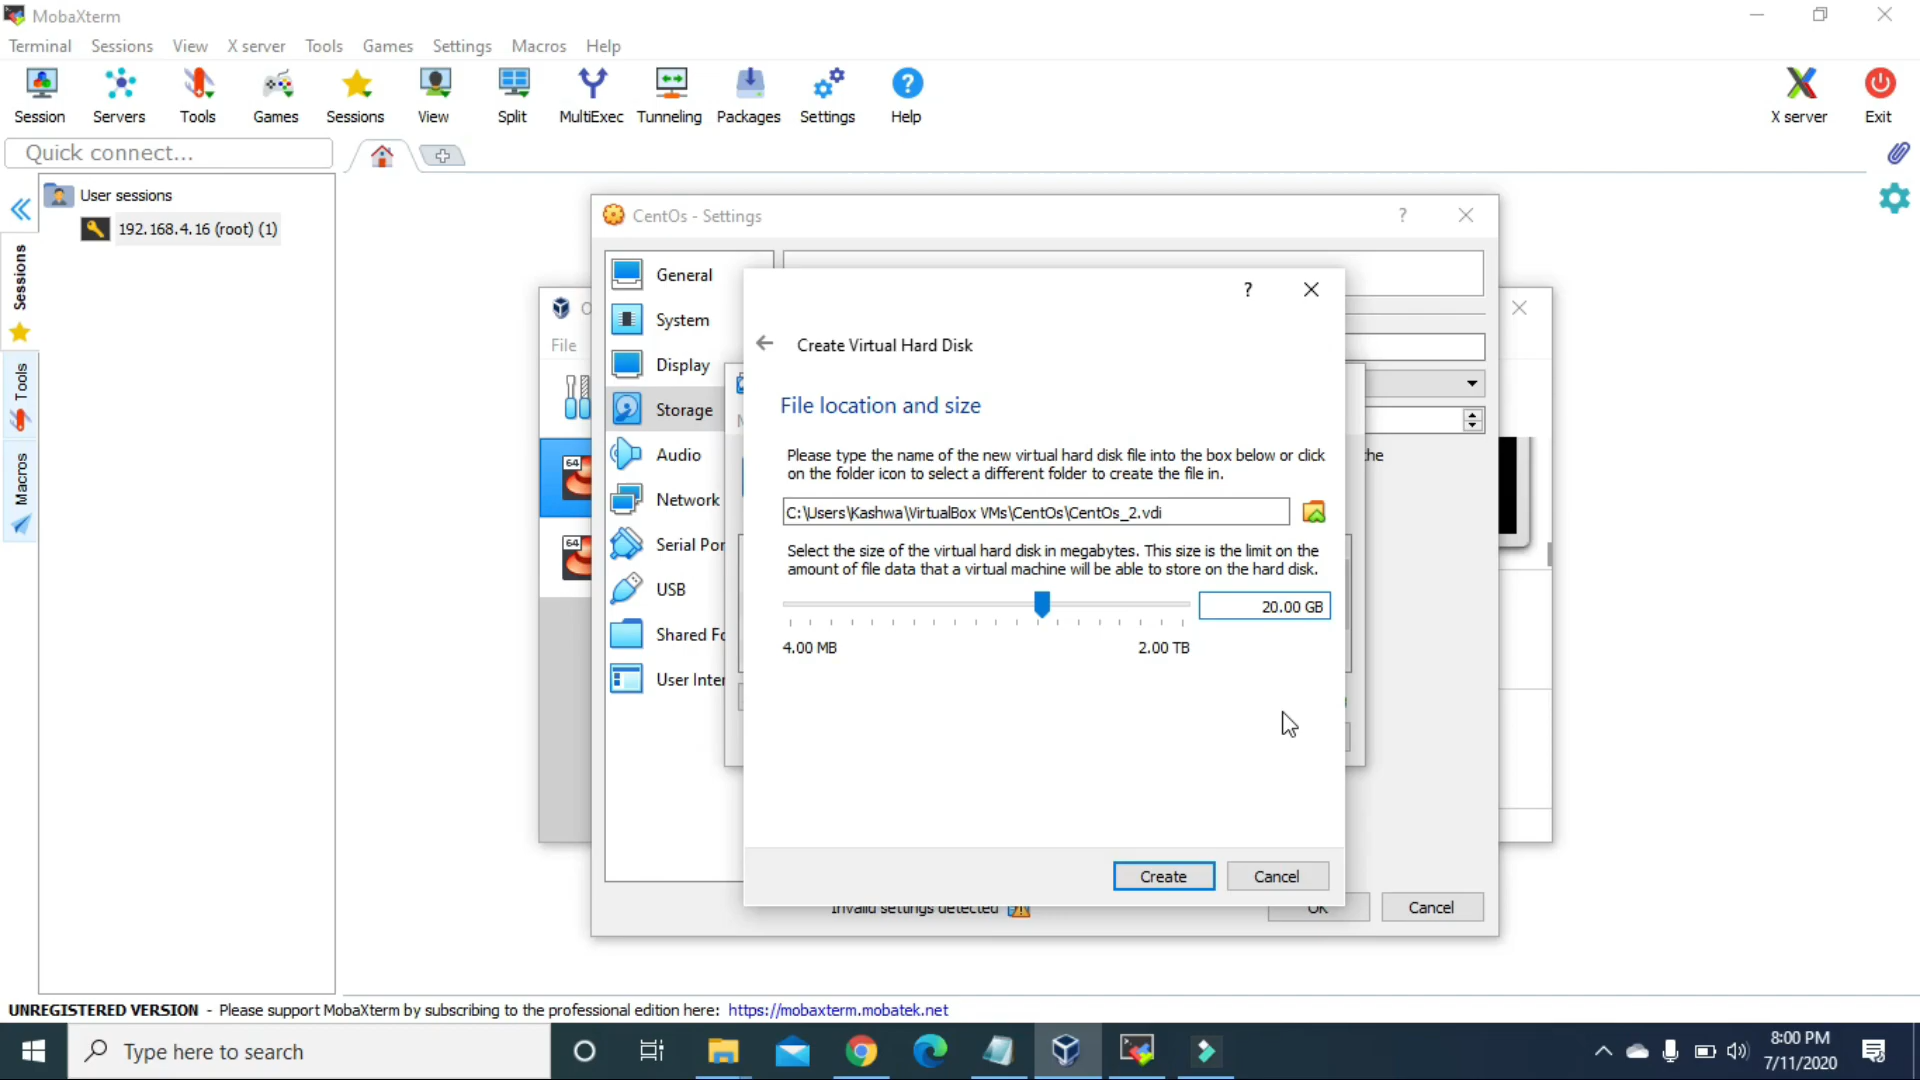 MobaXterm
Terminal Sessions View X server Tools Games Settings Macros Help
Session Servers Tools Games Sessions View Split MultiExec Tunneling Packages Settings Help X server Exit
Quick connect...
User sessions
192.168.4.16 (root) (1)
Sessions
Tools
Macros
CentOs - Settings
?
General
System
Display
Storage
Audio
Network
Serial Por
USB
Shared Fo
User Inter
File
64
64
the
?
Create Virtual Hard Disk
File location and size
Please type the name of the new virtual hard disk file into the box below or click
on the folder icon to select a different folder to create the file in.
C:\Users\Kashwa\VirtualBox VMs\CentOs\CentOs_2.vdi
Select the size of the virtual hard disk in megabytes. This size is the limit on the
amount of file data that a virtual machine will be able to store on the hard disk.
20.00 GB
4.00 MB 2.00 TB
Create Cancel
Invalid settings detected OK Cancel
UNREGISTERED VERSION - Please support MobaXterm by subscribing to the professional edition here: https://mobaxterm.mobatek.net
Type here to search
8:00 PM
7/11/2020